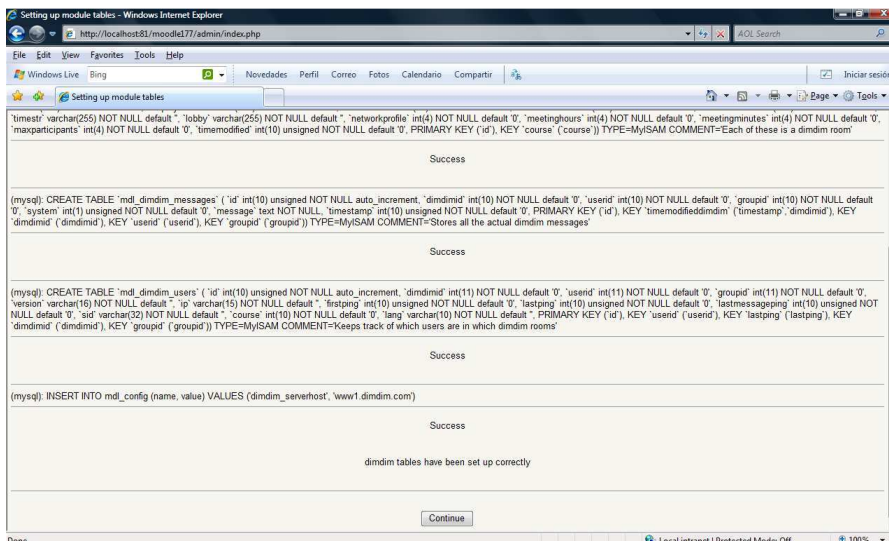 Setting up module tables - Windows Internet Explorer
http://localhost:81/moodle177/admin/index.php
AOL Search
File Edit View Favorites Tools Help
Windows Live Bing Novedades Perfil Correo Fotos Calendario Compartir Iniciar sesión
Setting up module tables Page Tools
`timestr` varchar(255) NOT NULL default '', `lobby` varchar(255) NOT NULL default '', `networkprofile` int(4) NOT NULL default '0', `meetinghours` int(4) NOT NULL default '0', `meetingminutes` int(4) NOT NULL default '0',
`maxparticipants` int(4) NOT NULL default '0', `timemodified` int(10) unsigned NOT NULL default '0', PRIMARY KEY (`id`), KEY `course` (`course`)) TYPE=MyISAM COMMENT='Each of these is a dimdim room'
Success
(mysql): CREATE TABLE `mdl_dimdim_messages` ( `id` int(10) unsigned NOT NULL auto_increment, `dimdimid` int(10) NOT NULL default '0', `userid` int(10) NOT NULL default '0', `groupid` int(10) NOT NULL default
'0', `system` int(1) unsigned NOT NULL default '0', `message` text NOT NULL, `timestamp` int(10) unsigned NOT NULL default '0', PRIMARY KEY (`id`), KEY `timemodifieddimdim` (`timestamp`,`dimdimid`), KEY
`dimdimid` (`dimdimid`), KEY `userid` (`userid`), KEY `groupid` (`groupid`)) TYPE=MyISAM COMMENT='Stores all the actual dimdim messages'
Success
(mysql): CREATE TABLE `mdl_dimdim_users` ( `id` int(10) unsigned NOT NULL auto_increment, `dimdimid` int(11) NOT NULL default '0', `userid` int(11) NOT NULL default '0', `groupid` int(11) NOT NULL default '0',
`version` varchar(16) NOT NULL default '', `ip` varchar(15) NOT NULL default '', `firstping` int(10) unsigned NOT NULL default '0', `lastping` int(10) unsigned NOT NULL default '0', `lastmessageping` int(10) unsigned NOT
NULL default '0', `sid` varchar(32) NOT NULL default '', `course` int(10) NOT NULL default '0', `lang` varchar(10) NOT NULL default '', PRIMARY KEY (`id`), KEY `userid` (`userid`), KEY `lastping` (`lastping`), KEY
`dimdimid` (`dimdimid`), KEY `groupid` (`groupid`)) TYPE=MyISAM COMMENT='Keeps track of which users are in which dimdim rooms'
Success
(mysql): INSERT INTO mdl_config (name, value) VALUES ('dimdim_serverhost', 'www1.dimdim.com')
Success
dimdim tables have been set up correctly
Continue
Done Local intranet | Protected Mode: Off 100%